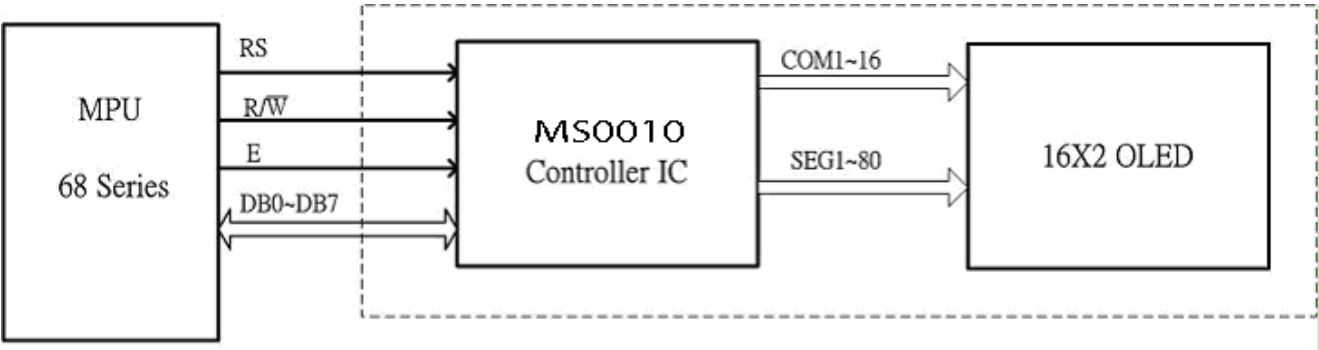 MPU
68 Series
RS
R/W̅
E
DB0~DB7
MS0010
Controller IC
COM1~16
SEG1~80
16X2 OLED